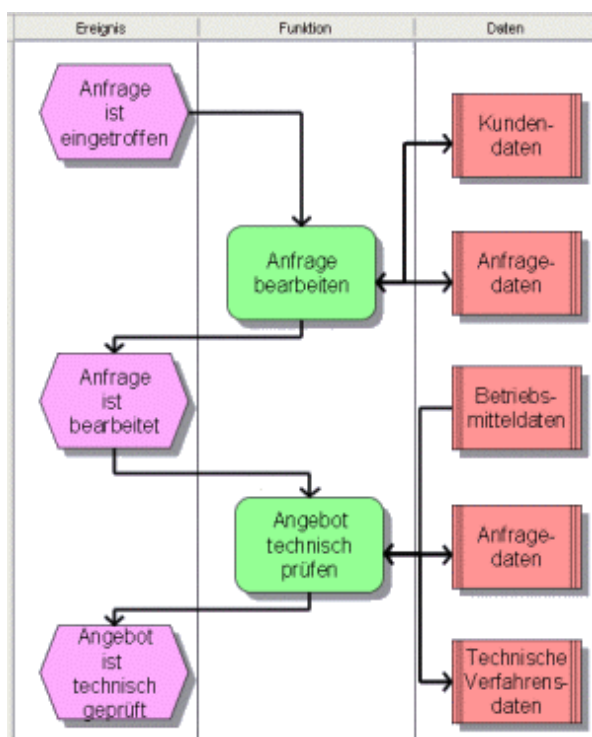 Ereignis
Funktion
Daten
Anfrage
ist
eingetroffen
Kunden-
daten
Anfrage
bearbeiten
Anfrage-
daten
Anfrage
ist
bearbeitet
Betriebs-
mitteldaten
Angebot
technisch
prüfen
Anfrage-
daten
Angebot
ist
technisch
geprüft
Technische
Verfahrens-
daten